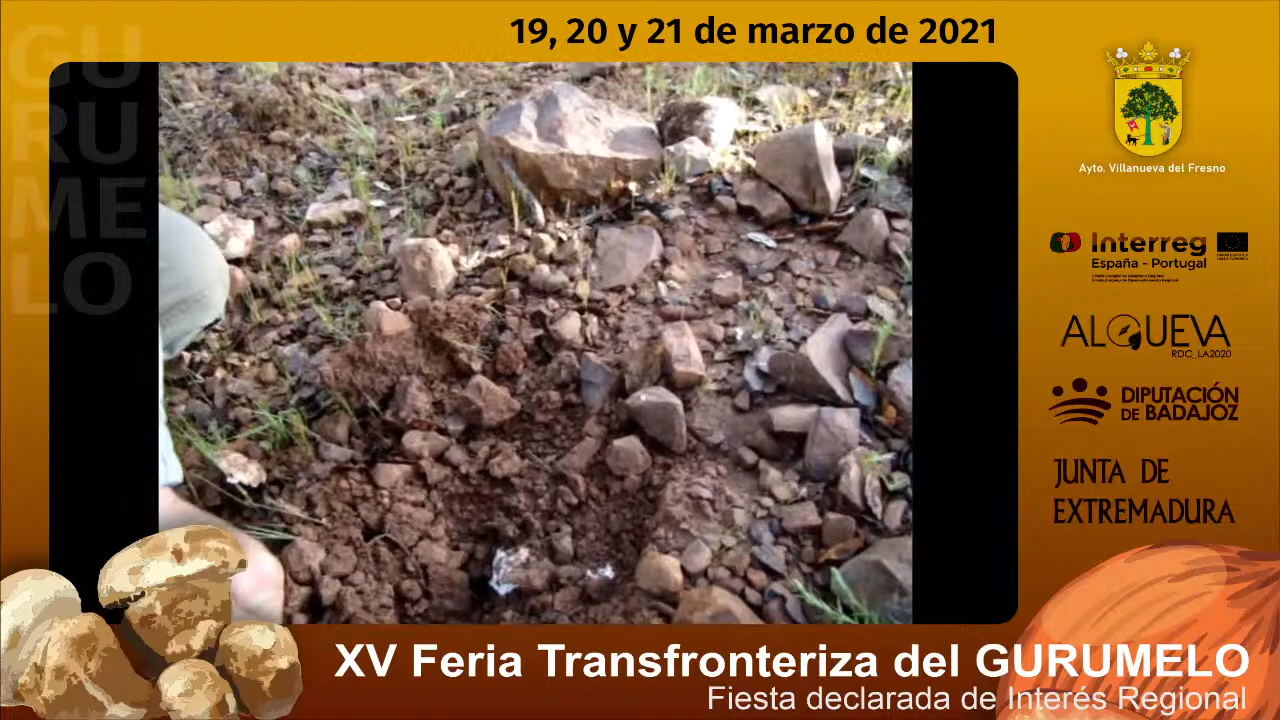 19, 20 y 21 de marzo de 2021
GU
RU
ME
LO
Ayto. Villanueva del Fresno
Interreg
España - Portugal
ALQUEVA
RDC_LA2020
DIPUTACIÓN
DE BADAJOZ
JUNTA DE
EXTREMADURA
XV Feria Transfronteriza del GURUMELO
Fiesta declarada de Interés Regional